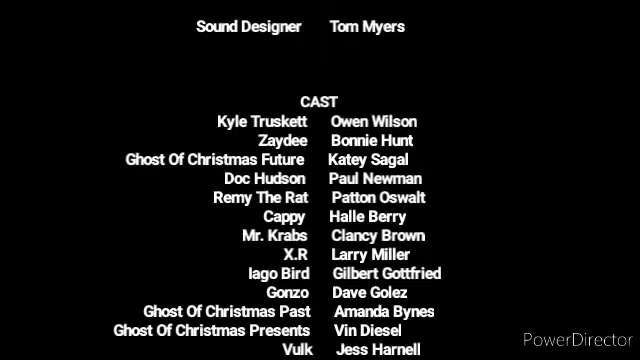 Sound Designer Tom Myers
CAST
Kyle Truskett Owen Wilson
Zaydee Bonnie Hunt
Ghost Of Christmas Future Katey Sagal
Doc Hudson Paul Newman
Remy The Rat Patton Oswalt
Cappy Halle Berry
Mr. Krabs Clancy Brown
X.R Larry Miller
Iago Bird Gilbert Gottfried
Gonzo Dave Golez
Ghost Of Christmas Past Amanda Bynes
Ghost Of Christmas Presents Vin Diesel
Vulk Jess Harnell
PowerDirector